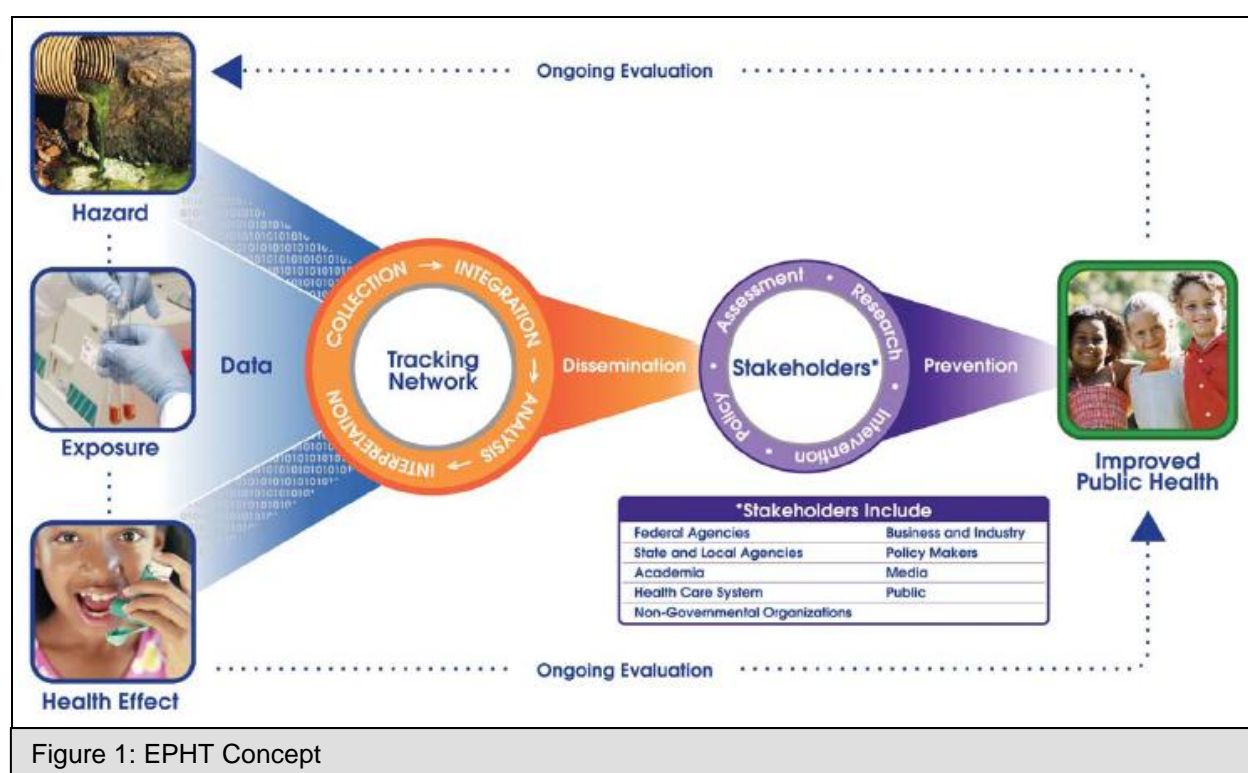 Ongoing Evaluation
Hazard
Exposure
Health Effect
Data
COLLECTION → INTEGRATION → ANALYSIS → INTERPRETATION
Tracking
Network
Dissemination
Assessment • Research • Intervention • Policy •
Stakeholders*
Prevention
Improved
Public Health
*Stakeholders Include
Federal Agencies
State and Local Agencies
Academia
Health Care System
Non-Governmental Organizations
Business and Industry
Policy Makers
Media
Public
Ongoing Evaluation
Figure 1: EPHT Concept